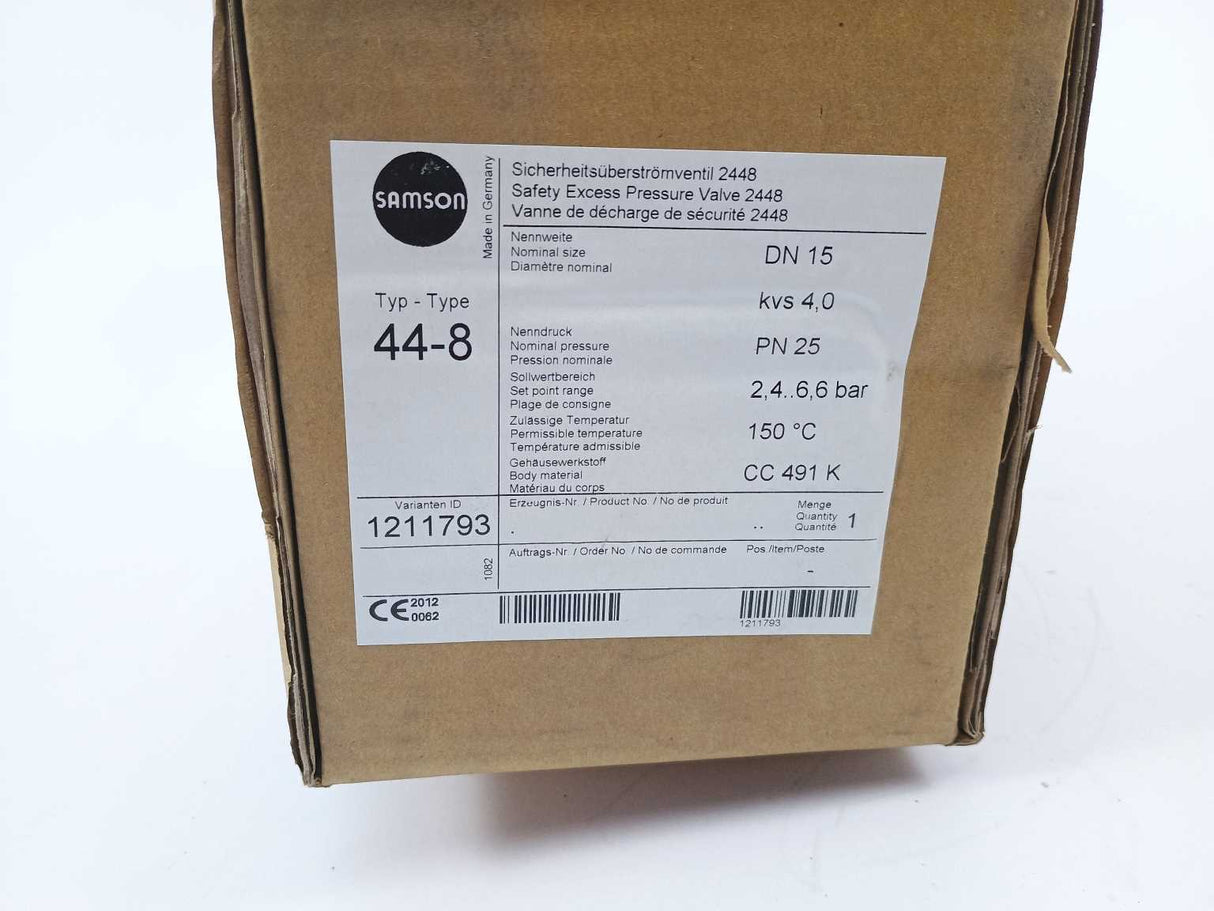 SAMSON
Made in Germany
Typ - Type
44-8
Sicherheitsüberströmventil 2448
Safety Excess Pressure Valve 2448
Vanne de décharge de sécurité 2448
Nennweite
Nominal size
Diamètre nominal
DN 15
kvs 4,0
Nenndruck
Nominal pressure
Pression nominale
PN 25
Sollwertbereich
Set point range
Plage de consigne
2,4..6,6 bar
Zulässige Temperatur
Permissible temperature
Température admissible
150 °C
Gehäusewerkstoff
Body material
Matériau du corps
CC 491 K
Varianten ID
1211793
Erzeugnis-Nr. / Product No. / No de produit
. ..
Menge
Quantity
Quantité
1
1082
Auftrags-Nr. / Order No. / No de commande
Pos./Item/Poste
-
CE 2012
0062
1211793